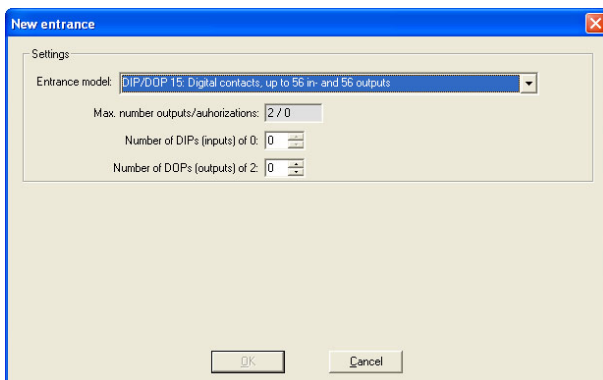 New entrance
Settings
Entrance model: DIP/DOP 15: Digital contacts, up to 56 in- and 56 outputs
Max. number outputs/auhorizations: 2 / 0
Number of DIPs (inputs) of 0: 0
Number of DOPs (outputs) of 2: 0
OK Cancel